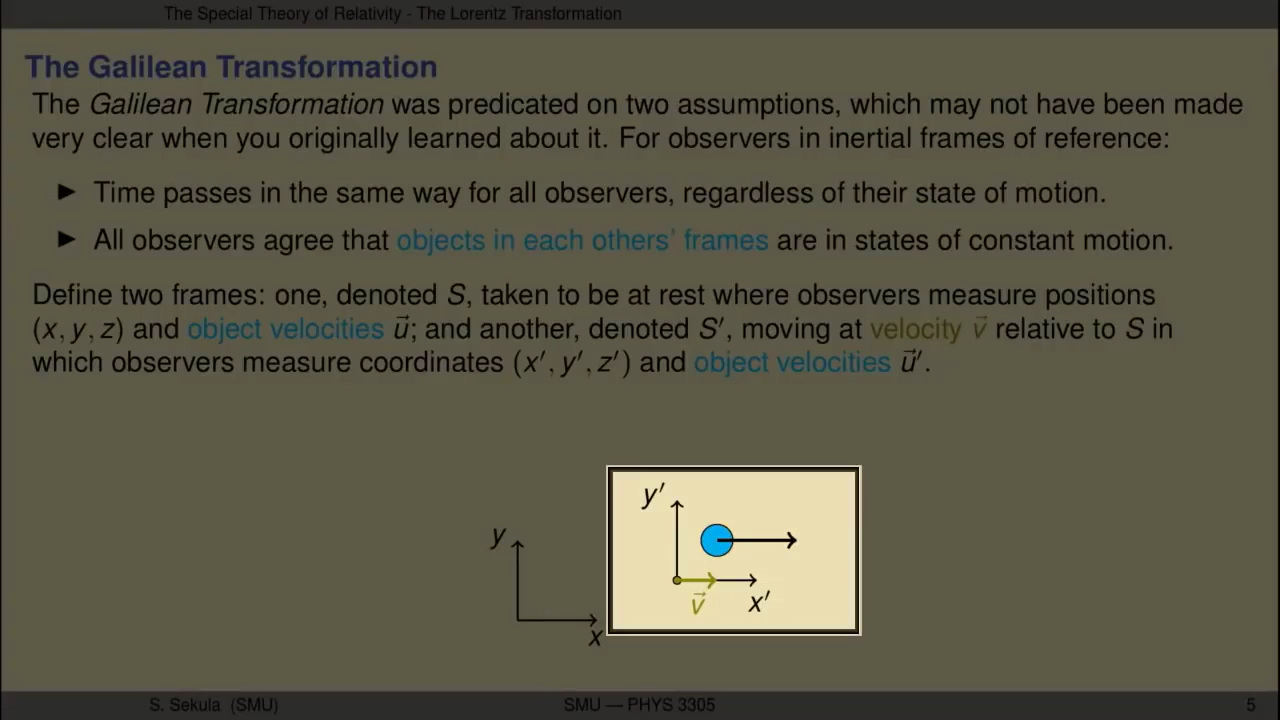 The Special Theory of Relativity - The Lorentz Transformation
The Galilean Transformation
The Galilean Transformation was predicated on two assumptions, which may not have been made
very clear when you originally learned about it. For observers in inertial frames of reference:
▶ Time passes in the same way for all observers, regardless of their state of motion.
▶ All observers agree that objects in each others' frames are in states of constant motion.
Define two frames: one, denoted S, taken to be at rest where observers measure positions
(x, y, z) and object velocities u⃗; and another, denoted S′, moving at velocity v⃗ relative to S in
which observers measure coordinates (x′, y′, z′) and object velocities u⃗′.
y′
y
v⃗
x′
x
S. Sekula (SMU)
SMU — PHYS 3305
5